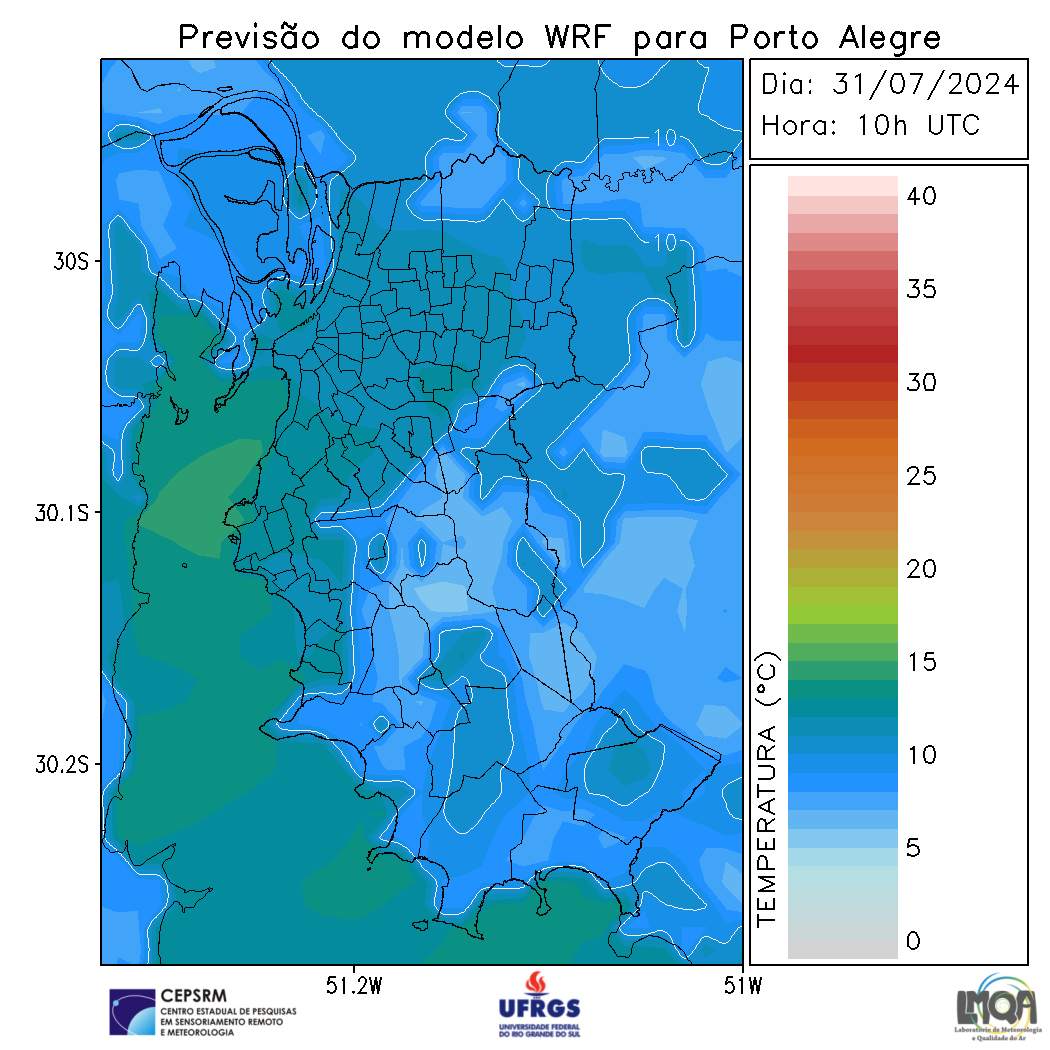 Previsão do modelo WRF para Porto Alegre
Dia: 31/07/2024
Hora: 10h UTC
10
10
30S
30.1S
30.2S
51.2W
51W
40
35
30
25
20
15
10
5
0
TEMPERATURA (°C)
CEPSRM
CENTRO ESTADUAL DE PESQUISAS
EM SENSORIAMENTO REMOTO
E METEOROLOGIA
UFRGS
UNIVERSIDADE FEDERAL
DO RIO GRANDE DO SUL
LMQA
Laboratório de Meteorologia
e Qualidade do Ar